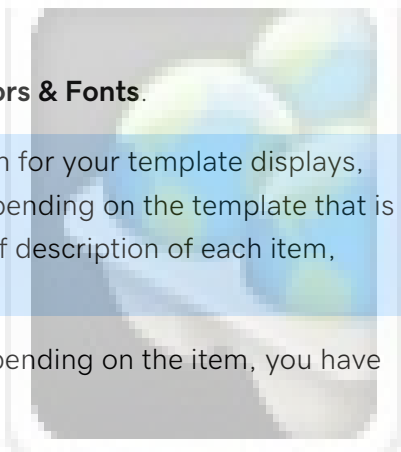 ors & Fonts.
n for your template displays,
pending on the template that is
f description of each item,
pending on the item, you have